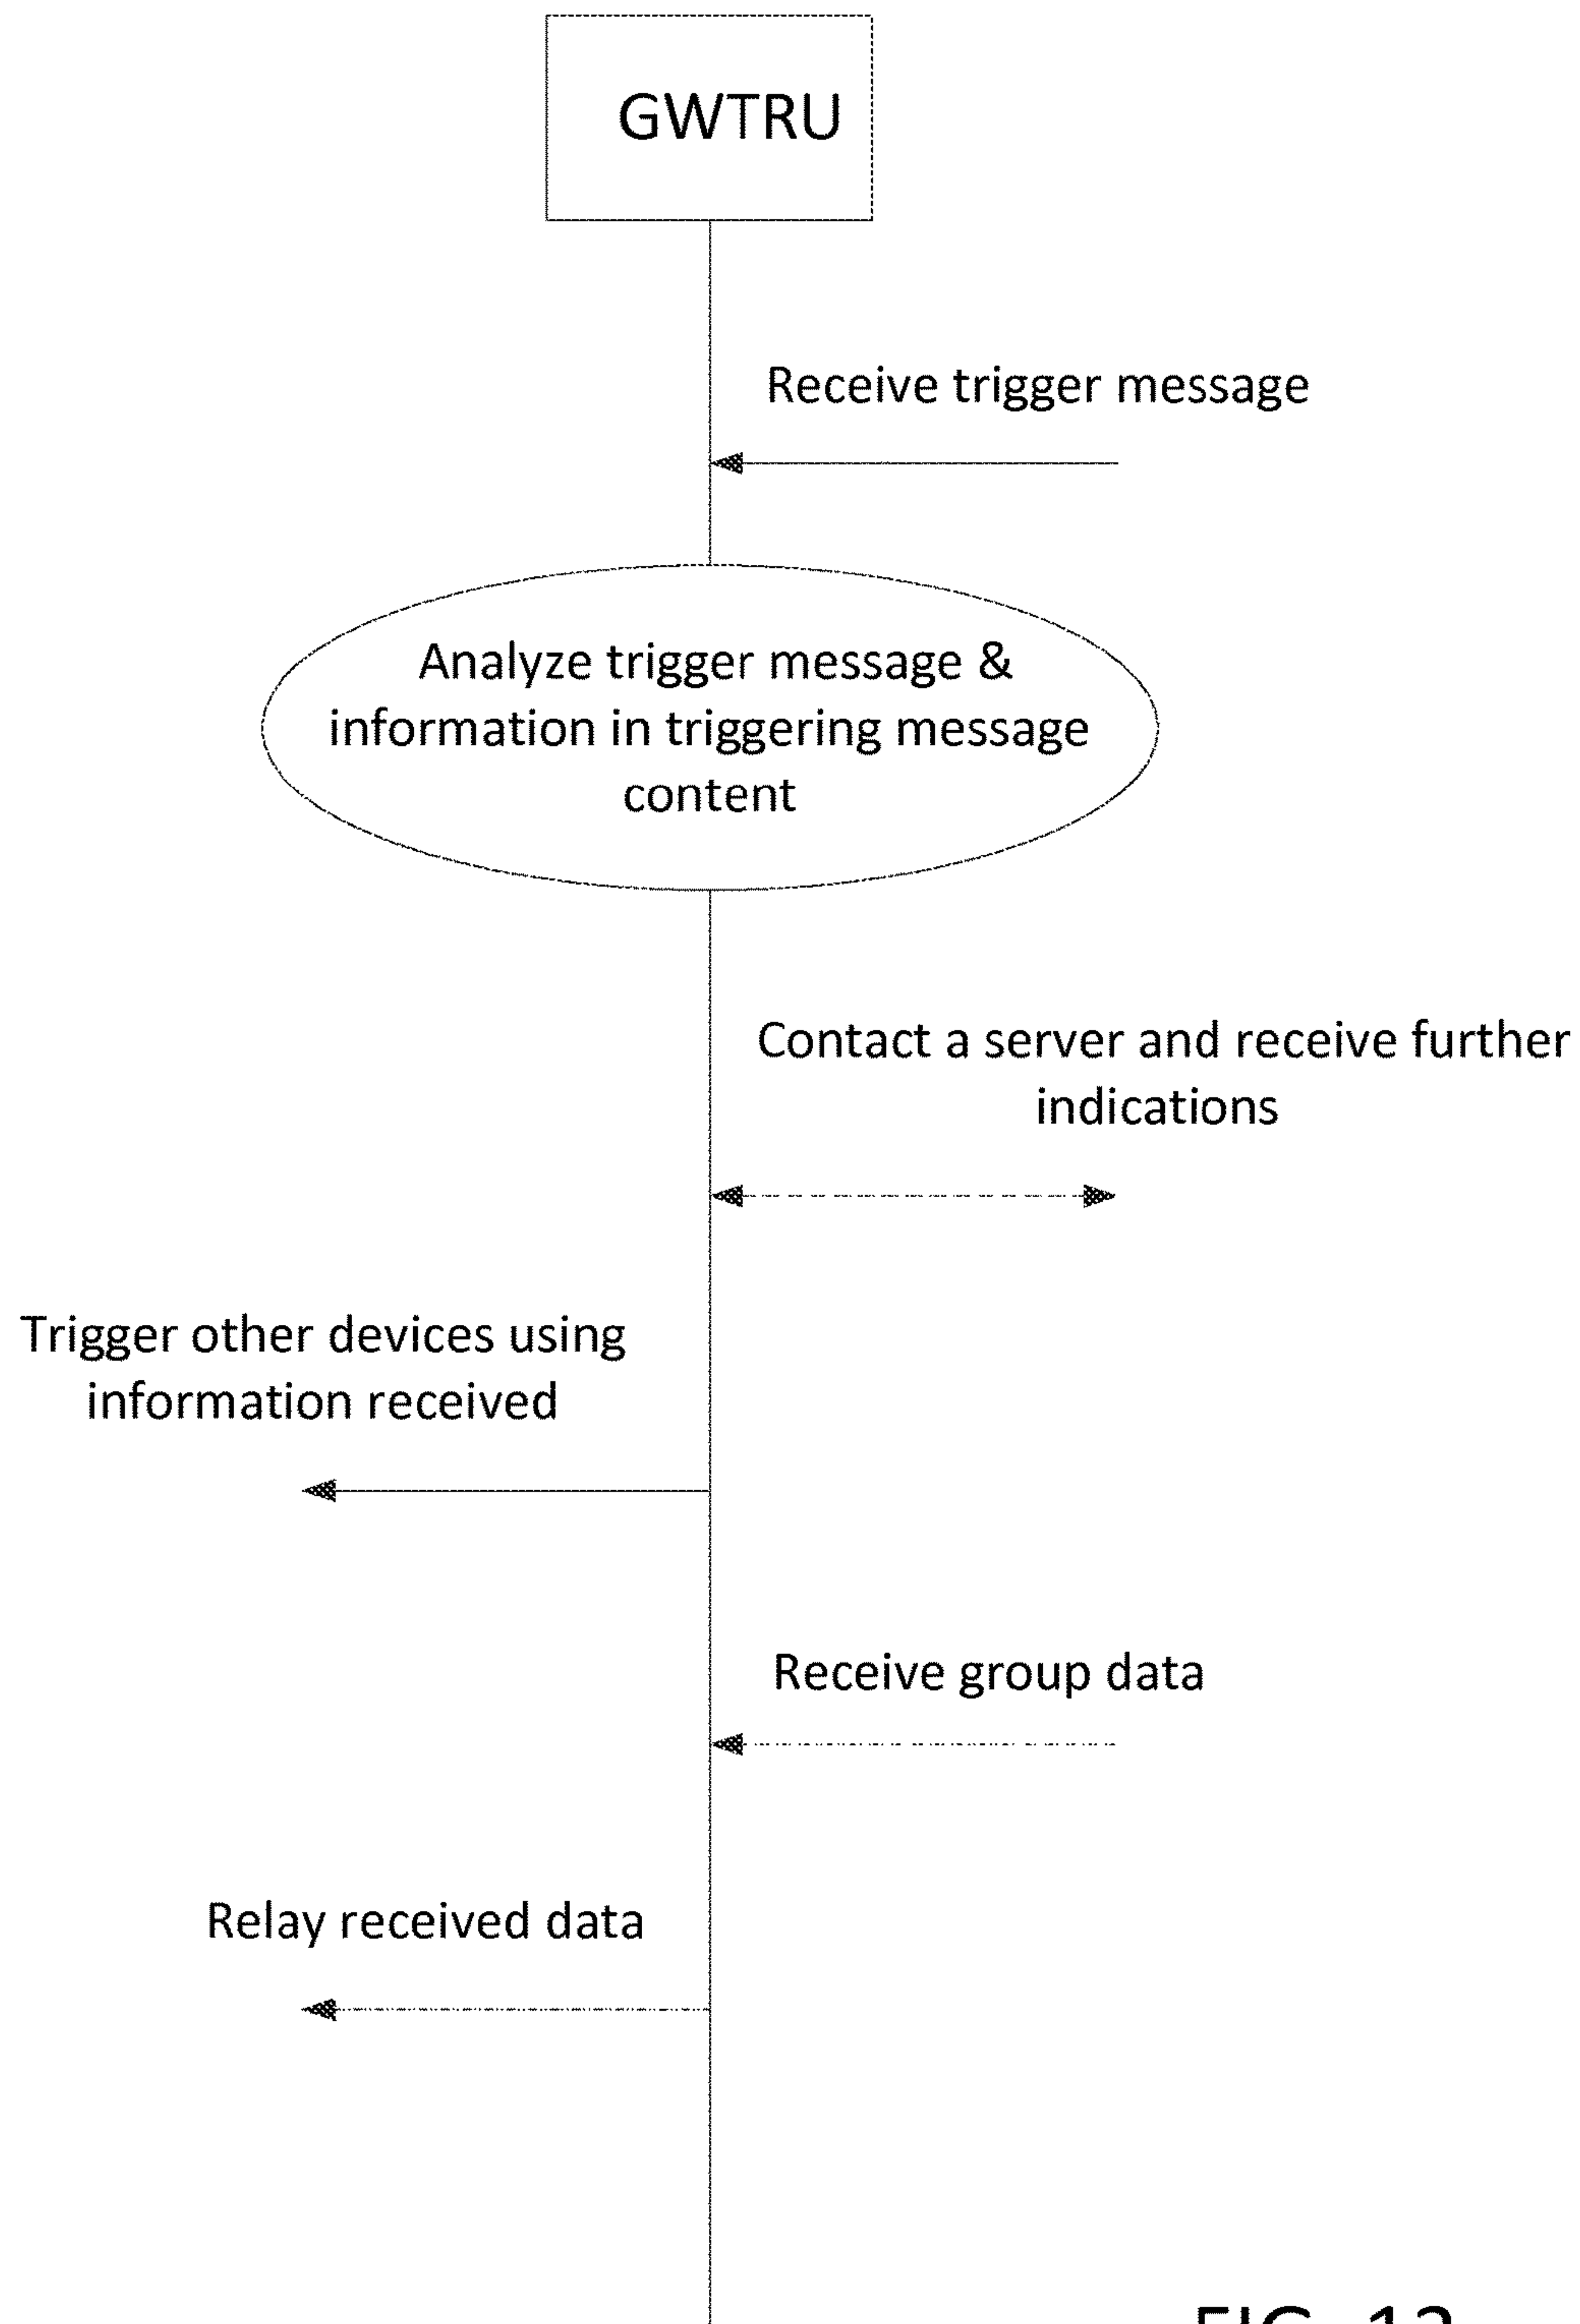 GWTRU
Receive trigger message
Analyze trigger message &
information in triggering message
content
Contact a server and receive further
indications
Trigger other devices using
information received
Receive group data
Relay received data